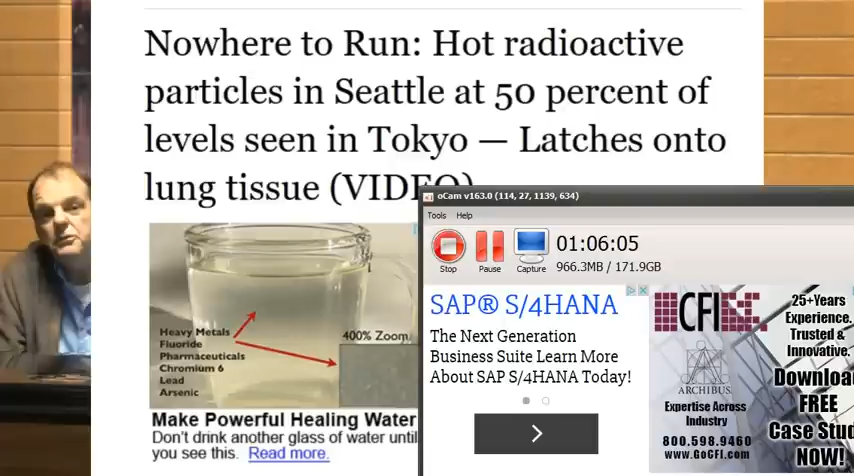 Nowhere to Run: Hot radioactive
particles in Seattle at 50 percent of
levels seen in Tokyo — Latches onto
lung tissue (VIDEO)
oCam v163.0 (114, 27, 1139, 634)
Tools Help
01:06:05
Stop Pause Capture
966.3MB / 171.9GB
SAP® S/4HANA
The Next Generation
Business Suite Learn More
About SAP S/4HANA Today!
CFI
ARCHIBUS
Expertise Across
Industry
800.598.9460
www.GoCFI.com
25+Years
Experience.
Trusted &
Innovative.
Downloa
FREE
Case Stud
NOW!
Heavy Metals
Fluoride
Pharmaceuticals
Chromium 6
Lead
Arsenic
400% Zoom
Make Powerful Healing Water
Don't drink another glass of water until
you see this. Read more.